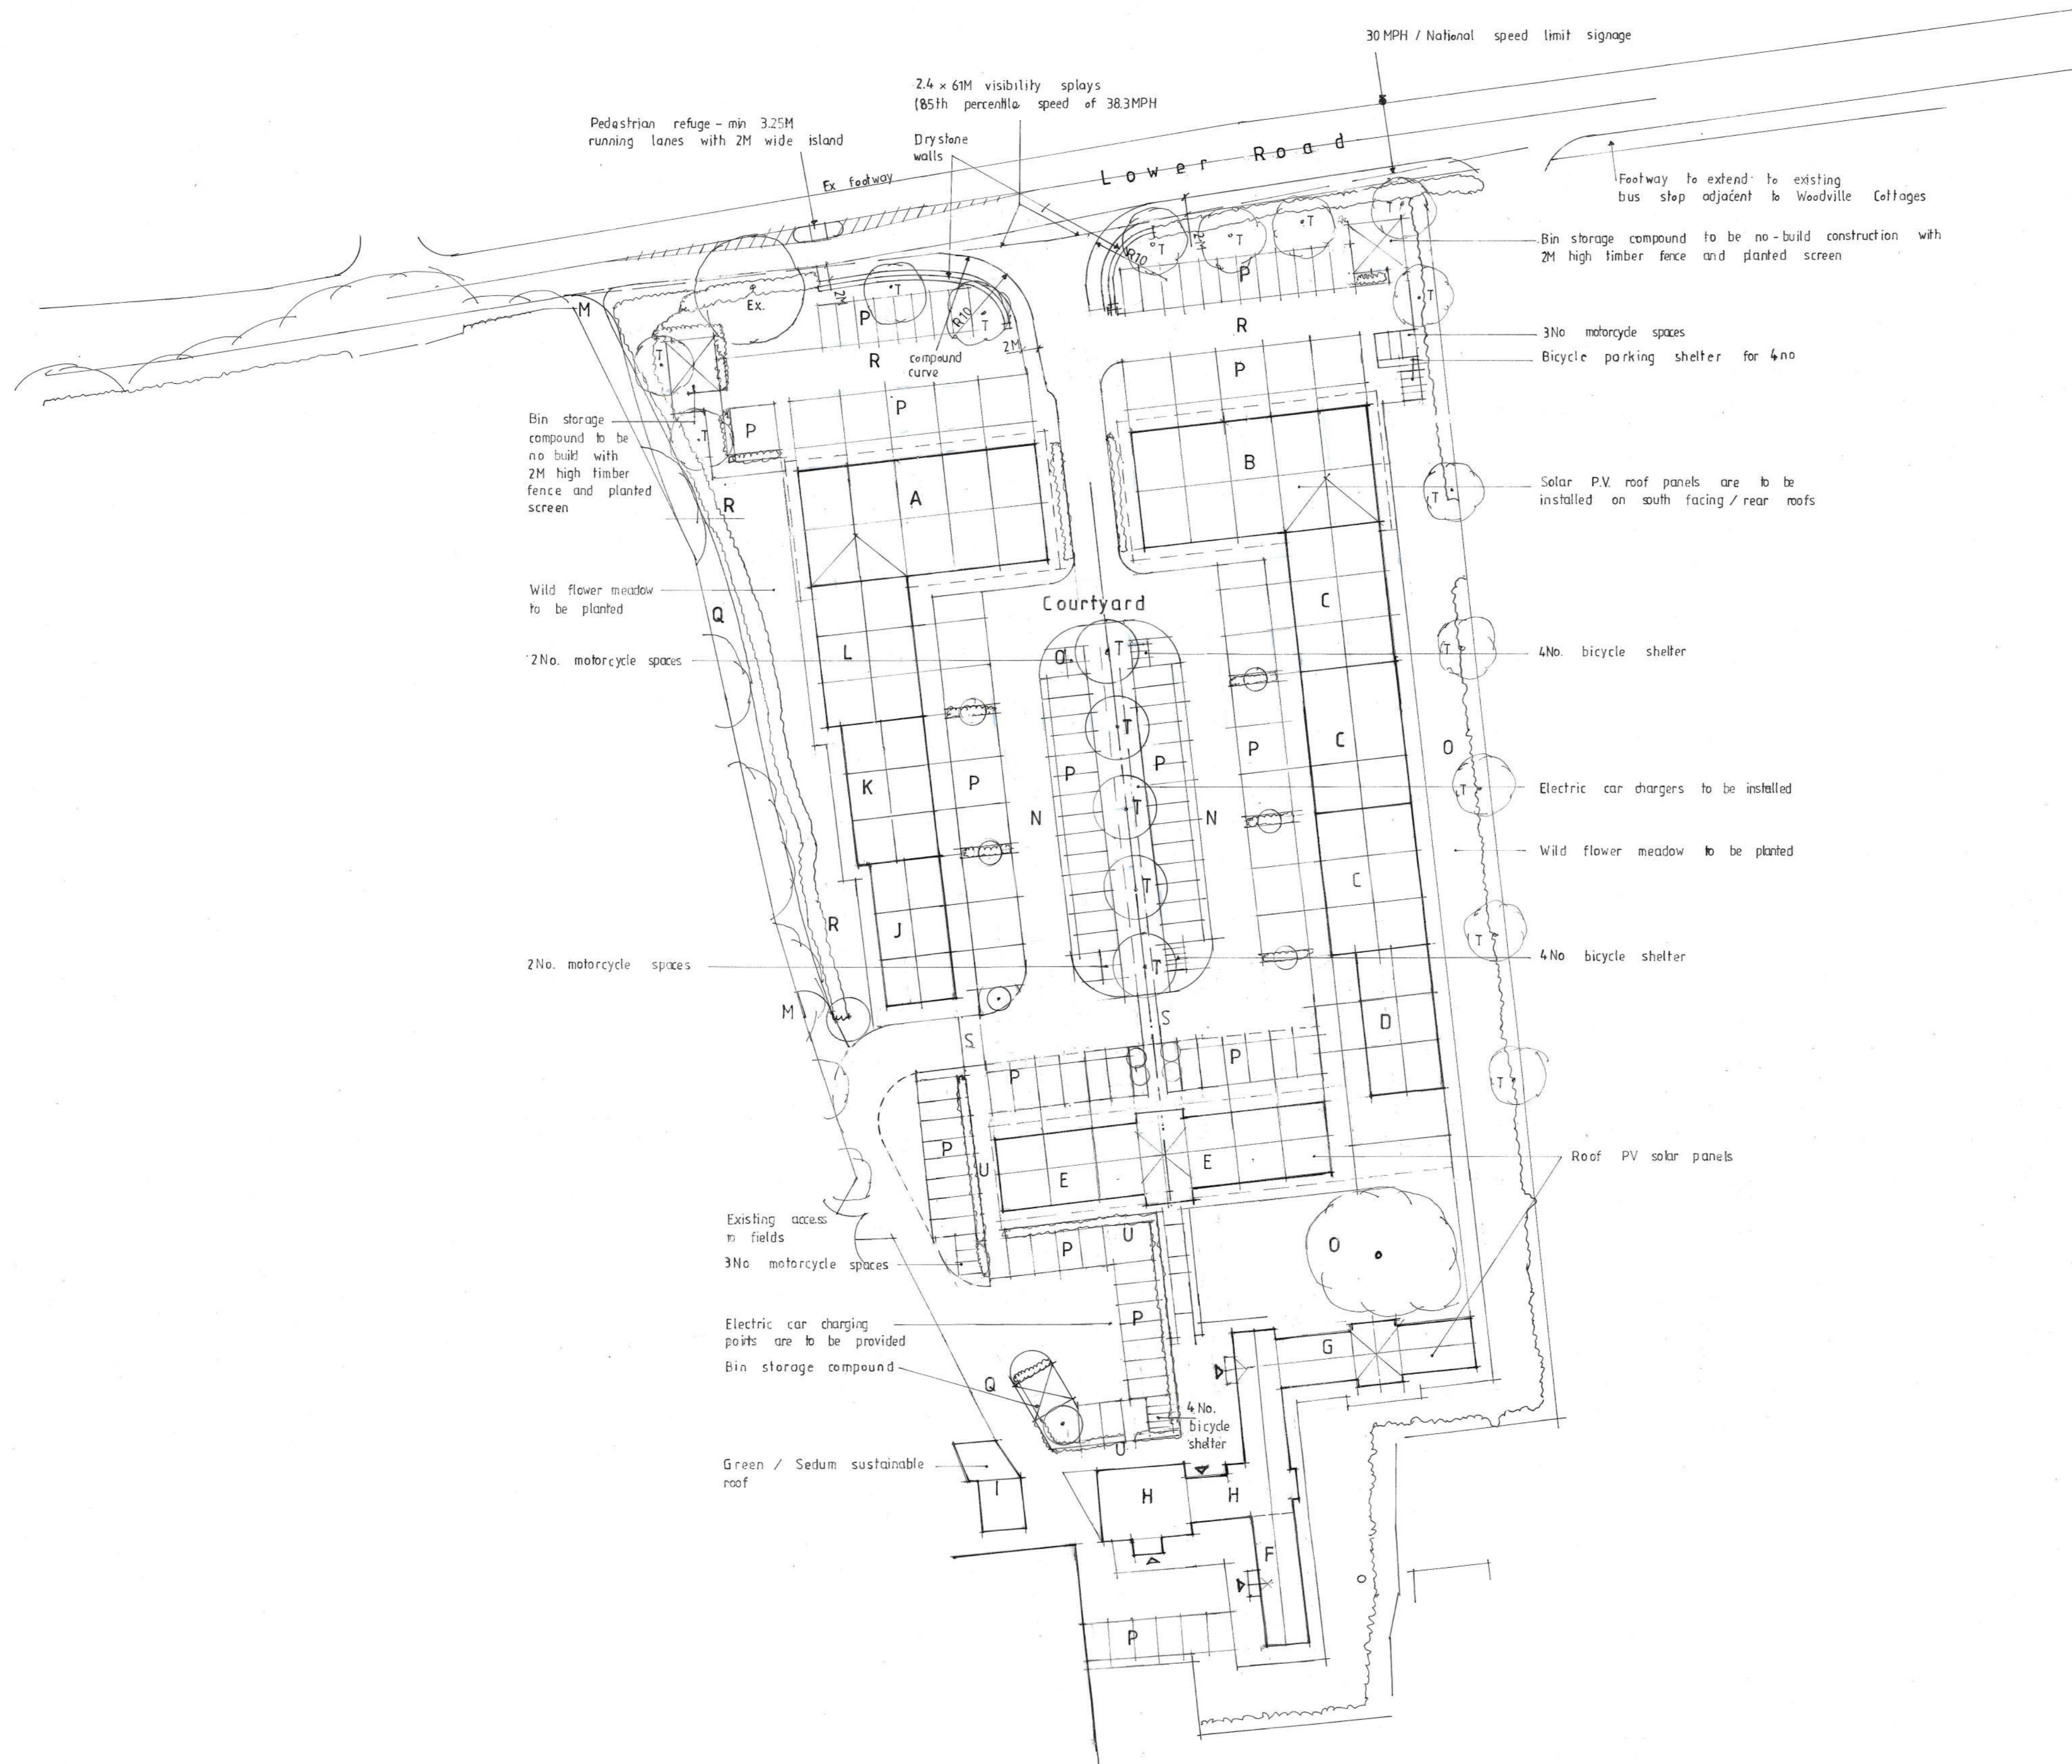 30 MPH / National speed limit signage
2.4 × 61M visibility splays
(85th percentile speed of 38.3MPH
Pedestrian refuge - min 3.25M
running lanes with 2M wide island
Dry stone
walls
Lower Road
Ex footway
Footway to extend to existing
bus stop adjacent to Woodville Cottages
Bin storage compound to be no-build construction with
2M high timber fence and planted screen
T
T
T
T
T
2M
R10
P
M
Ex.
2M
T
P
R10
T
2M
R
compound
curve
R
3No motorcycle spaces
Bicycle parking shelter for 4no
P
T
P
P
T
Bin storage
compound to be
no build with
2M high timber
fence and planted
screen
A
B
R
T
Solar P.V. roof panels are to be
installed on south facing / rear roofs
Wild flower meadow
to be planted
Q
Courtyard
C
2No. motorcycle spaces
L
T
T
4No. bicycle shelter
T
K
P
P
P
P
C
O
N
T
N
T
Electric car chargers to be installed
Wild flower meadow to be planted
T
C
R
J
T
2No. motorcycle spaces
T
4No bicycle shelter
M
S
S
D
P
P
T
P
U
E
E
Roof PV solar panels
Existing access
to fields
3No motorcycle spaces
P
U
O
Electric car charging
points are to be provided
P
G
Bin storage compound
Q
4 No.
bicycle
shelter
U
Green / Sedum sustainable
roof
I
H
H
F
O
P